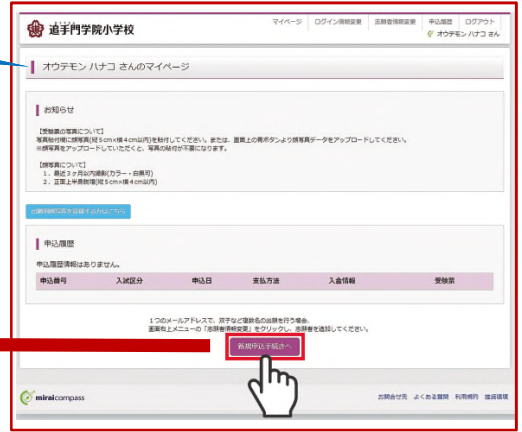 追手門学院小学校
マイページ ログイン情報変更 志願者情報変更 申込履歴 ログアウト
オウテモン ハナコ さん
オウテモン ハナコ さんのマイページ
お知らせ
【受験票の写真について】
写真貼付欄に顔写真(縦5cm×横4cm以内)を貼付してください。または、画面上の青ボタンより顔写真データをアップロードしてください。
※顔写真をアップロードしていただくと、写真の貼付が不要になります。
【顔写真について】
1．最近3ヶ月以内撮影(カラー・白黒可)
2．正面上半身脱帽(縦5cm×横4cm以内)
出願用顔写真を登録する方はこちら
申込履歴
申込履歴情報はありません。
申込番号 入試区分 申込日 支払方法 入金情報 受験票
1つのメールアドレスで、双子など複数名の出願を行う場合、
画面右上メニューの「志願者情報変更」をクリックし、志願者を追加してください。
新規申込手続きへ
miraicompass
お問合せ先 よくある質問 利用規約 推奨環境